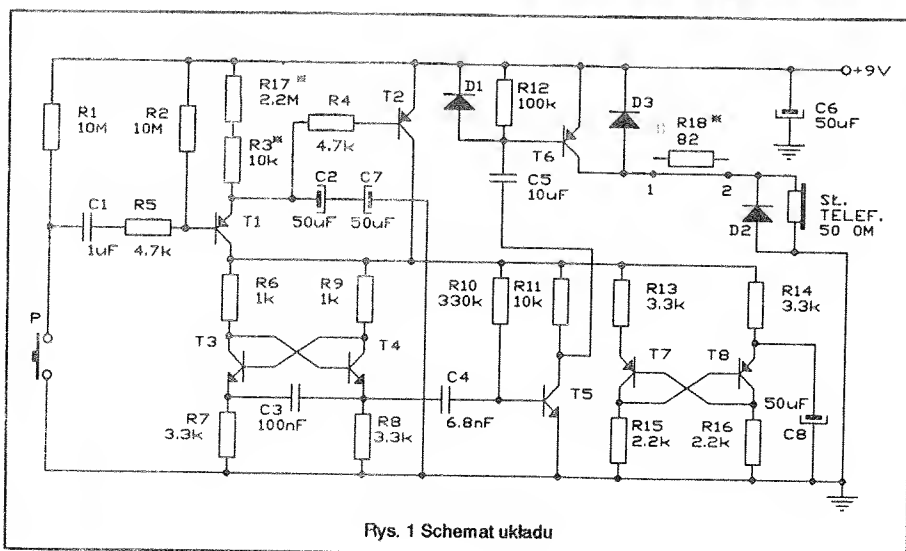 +9V
R1
10M
R2
10M
R17※
2.2M
R3※
10k
R4
4.7k
T2
D1
R12
100k
T6
D3
R18※
82
C6
50uF
C1
1uF
R5
4.7k
T1
C2
50uF
C7
50uF
C5
10uF
1
2
D2
SŁ.
TELEF.
50 OM
P
R6
1k
R9
1k
T3
T4
R10
330k
R11
10k
R13
3.3k
R14
3.3k
R7
3.3k
C3
100nF
R8
3.3k
C4
6.8nF
T5
T7
T8
R15
2.2k
R16
2.2k
50uF
C8
Rys. 1 Schemat układu